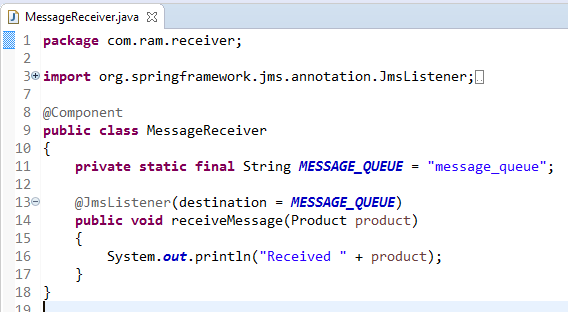 MessageReceiver.java
1 package com.ram.receiver;
2
3 import org.springframework.jms.annotation.JmsListener;
7
8 @Component
9 public class MessageReceiver
10 {
11     private static final String MESSAGE_QUEUE = "message_queue";
12
13     @JmsListener(destination = MESSAGE_QUEUE)
14     public void receiveMessage(Product product)
15     {
16         System.out.println("Received " + product);
17     }
18 }
19